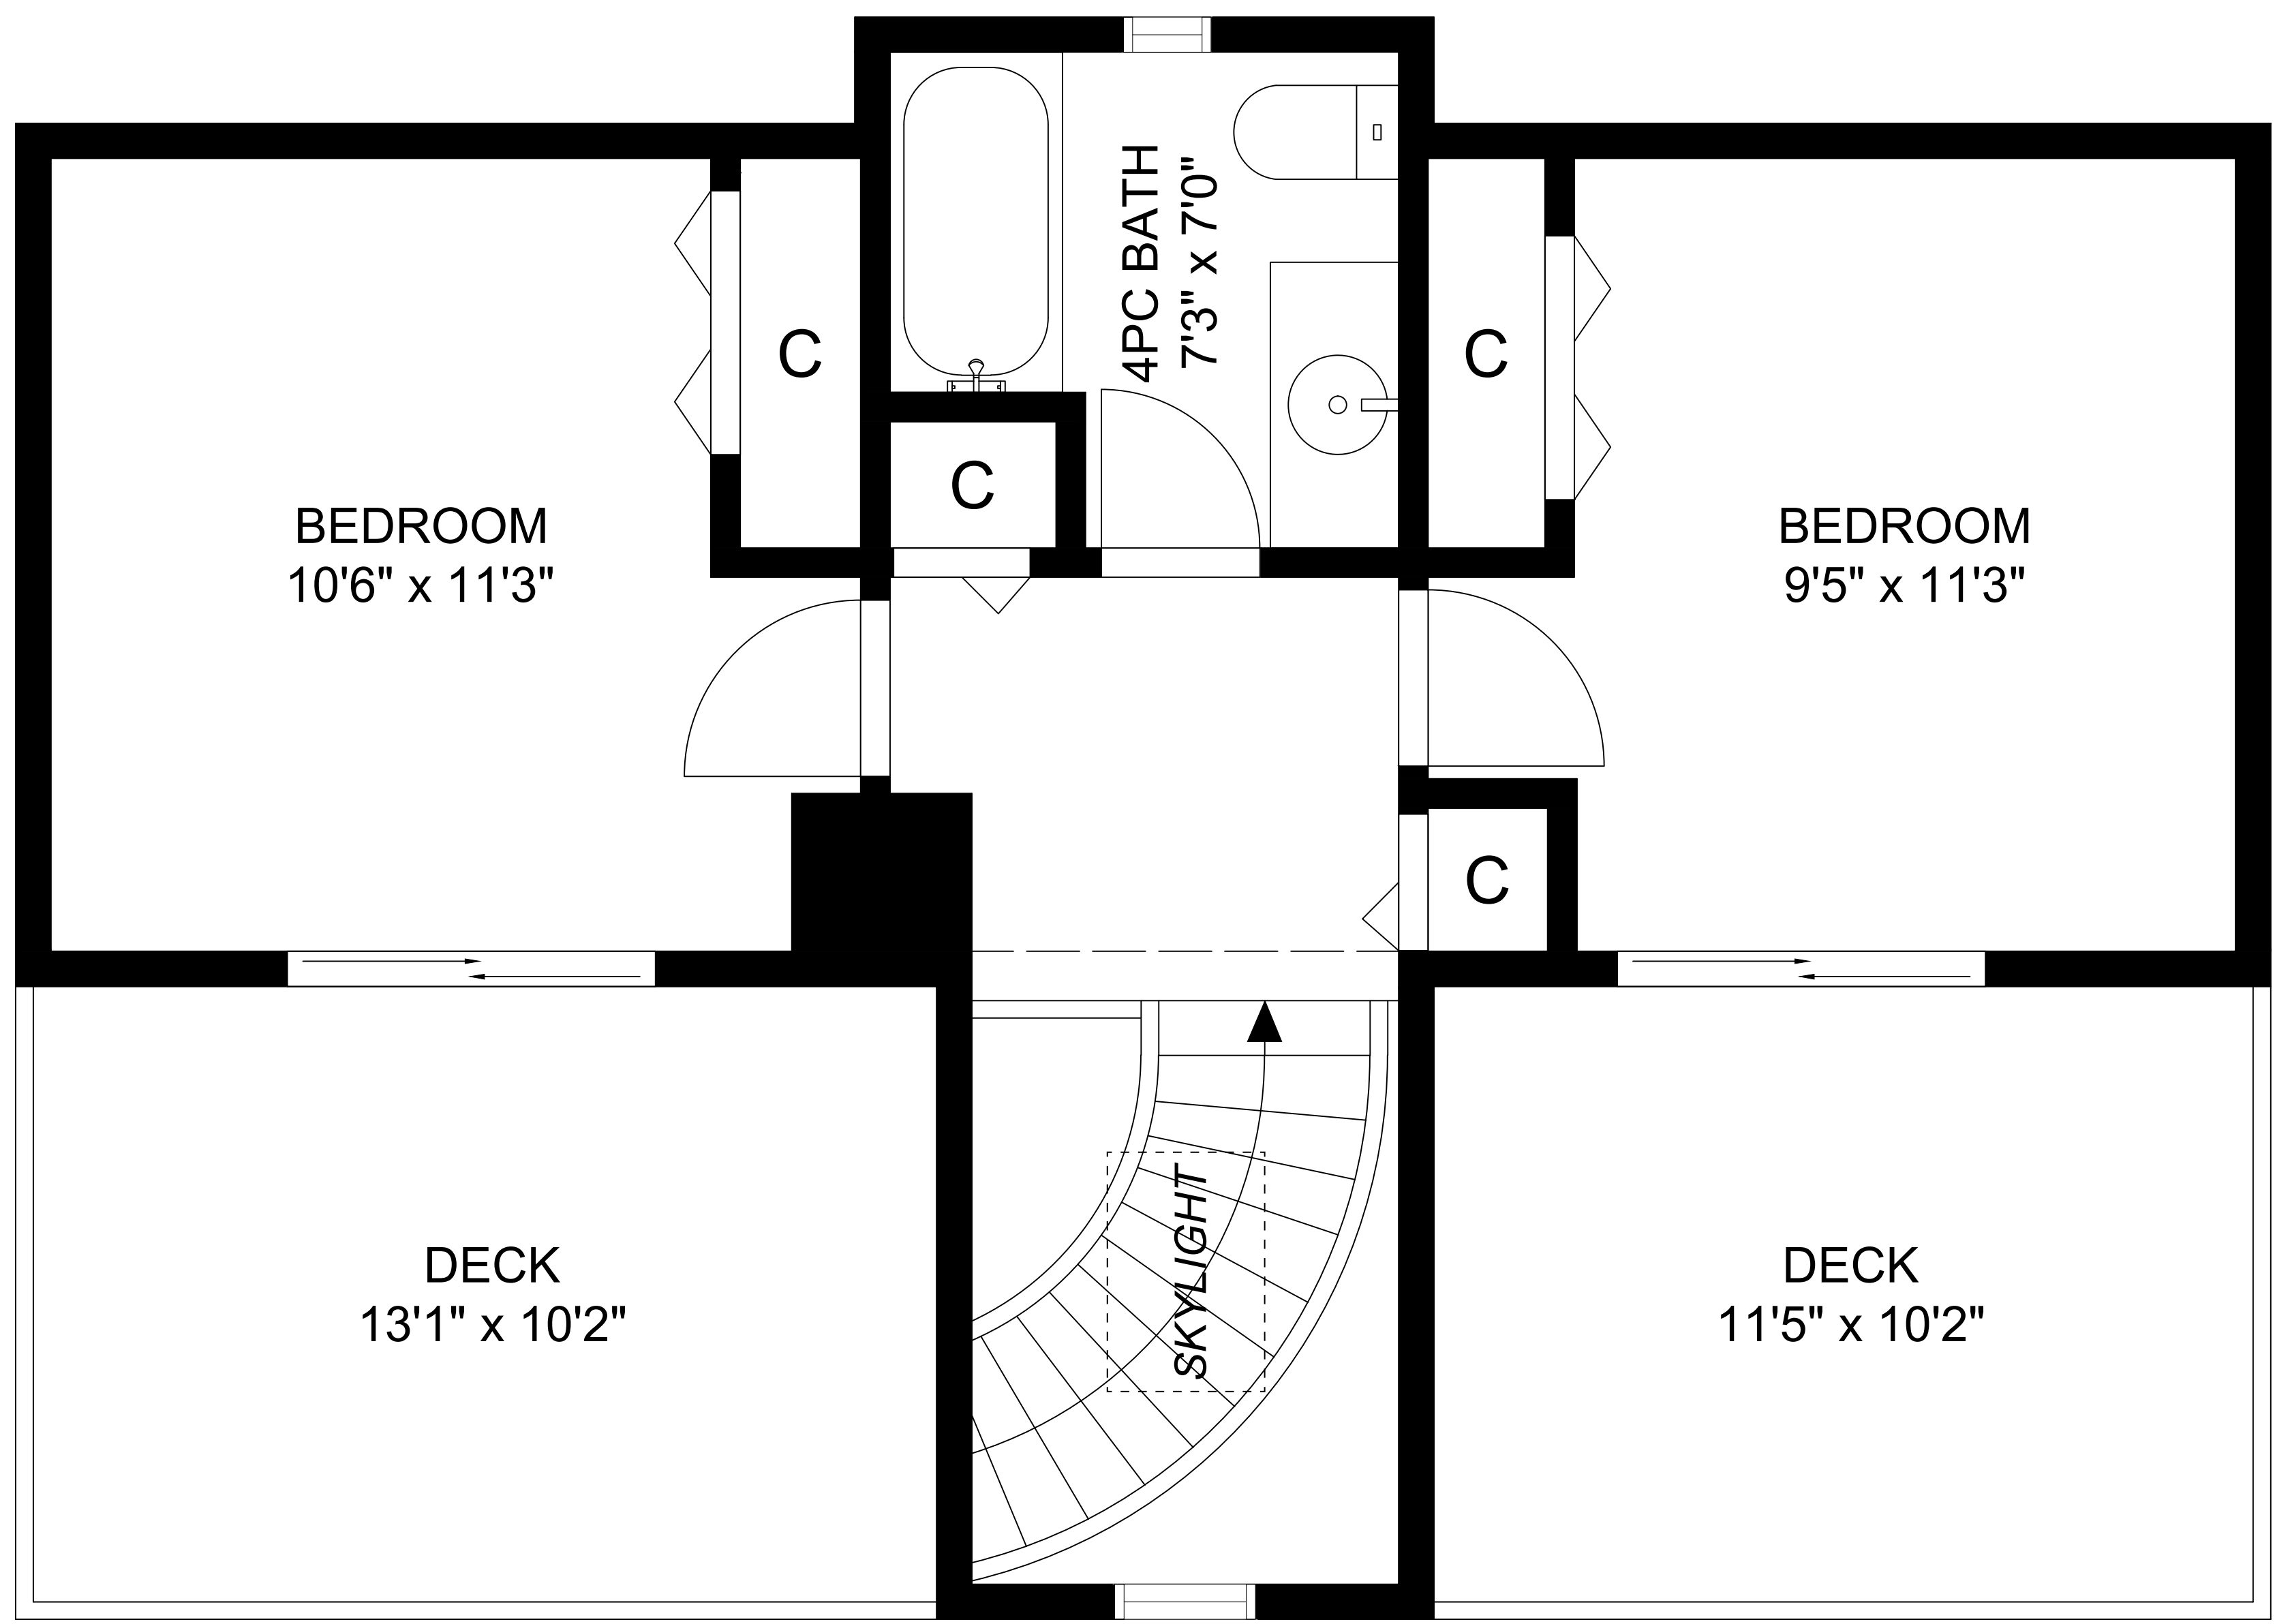 4PC BATH
7'3" x 7'0"
C
C
C
BEDROOM
10'6" x 11'3"
BEDROOM
9'5" x 11'3"
C
SKYLIGHT
DECK
13'1" x 10'2"
DECK
11'5" x 10'2"